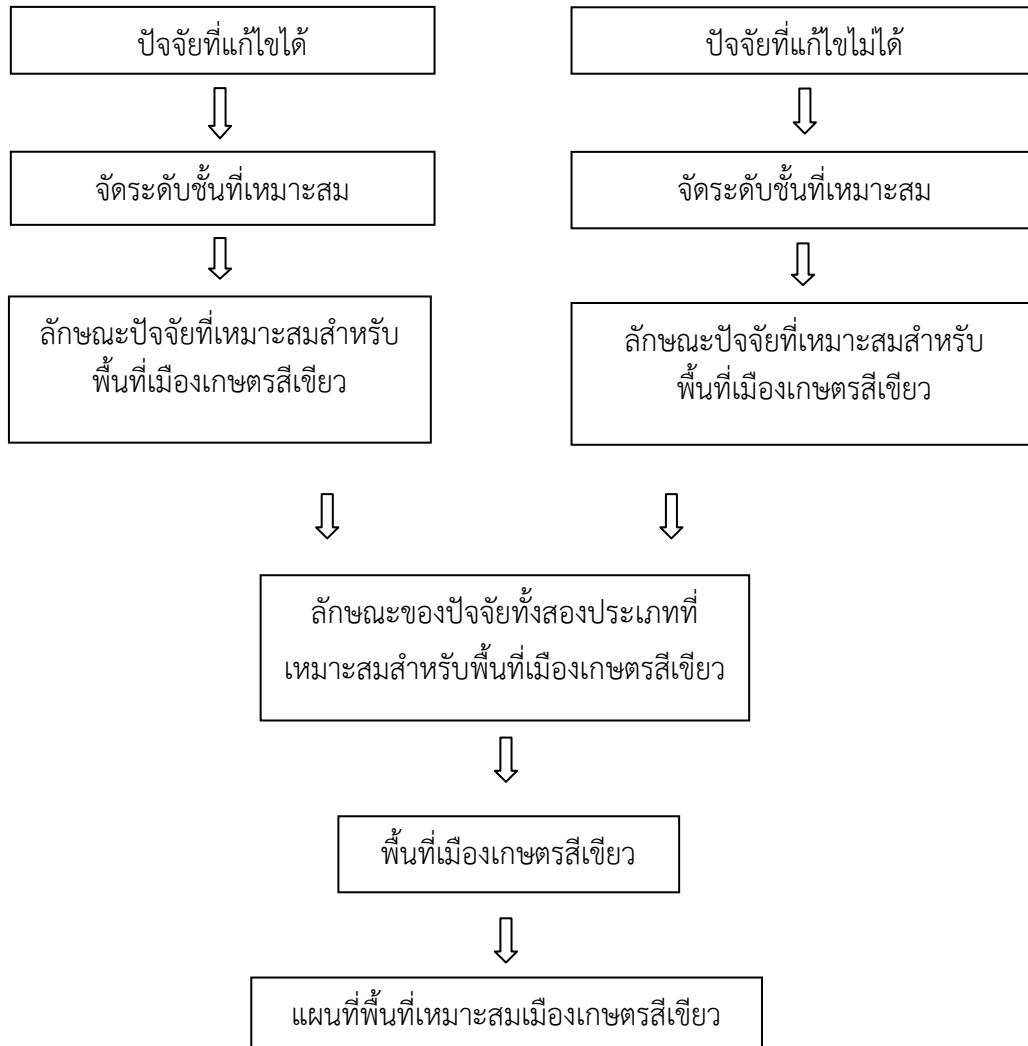 ปัจจัยที่แก้ไขได้
ปัจจัยที่แก้ไขไม่ได้
จัดระดับชั้นที่เหมาะสม
จัดระดับชั้นที่เหมาะสม
ลักษณะปัจจัยที่เหมาะสมสำหรับ
พื้นที่เมืองเกษตรสีเขียว
ลักษณะปัจจัยที่เหมาะสมสำหรับ
พื้นที่เมืองเกษตรสีเขียว
ลักษณะของปัจจัยทั้งสองประเภทที่
เหมาะสมสำหรับพื้นที่เมืองเกษตรสีเขียว
พื้นที่เมืองเกษตรสีเขียว
แผนที่พื้นที่เหมาะสมเมืองเกษตรสีเขียว